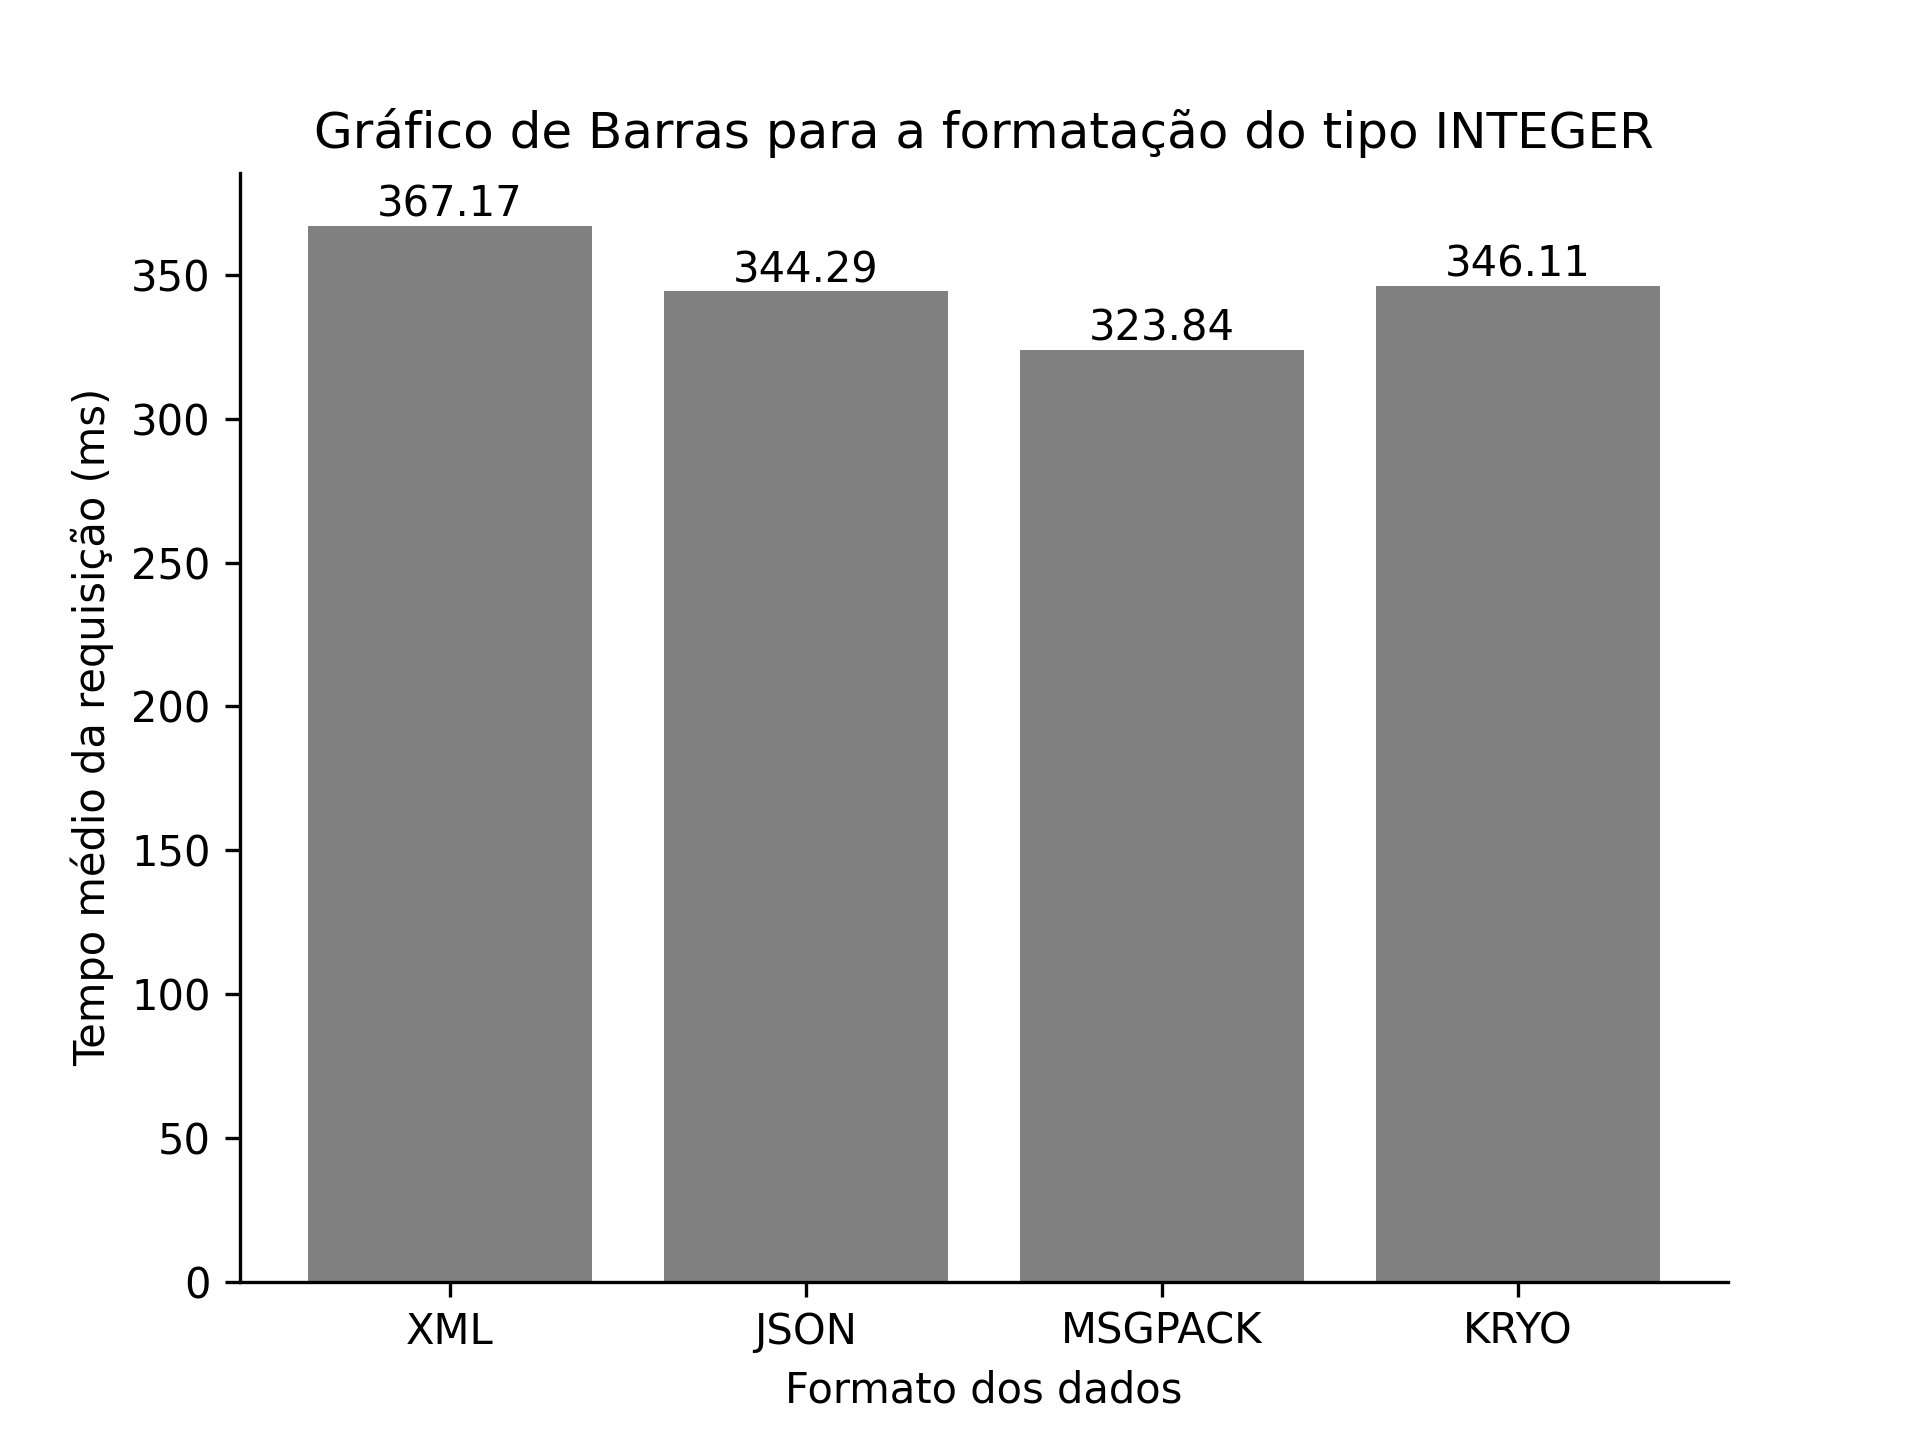 Gráfico de Barras para a formatação do tipo INTEGER
367.17
344.29
323.84
346.11
Tempo médio da requisição (ms)
350
300
250
200
150
100
50
0
XML
JSON
MSGPACK
KRYO
Formato dos dados